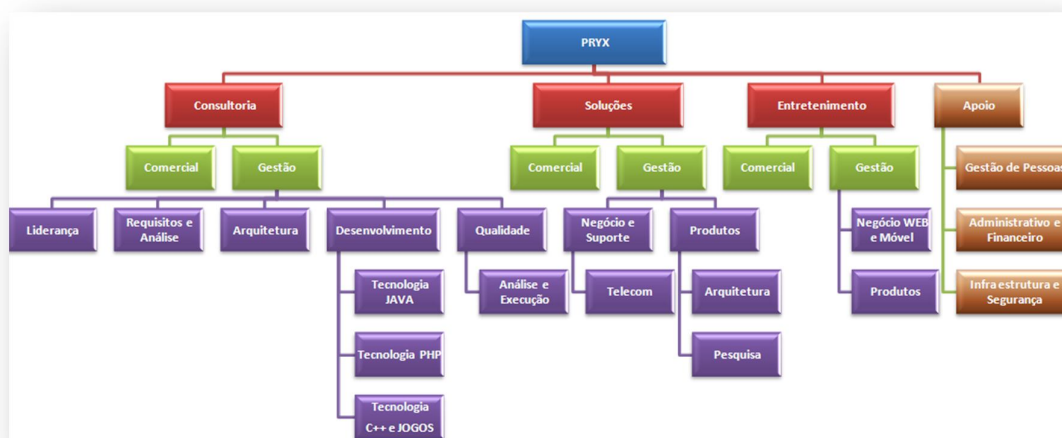 PRYX
Consultoria
Soluções
Entretenimento
Apoio
Comercial
Gestão
Comercial
Gestão
Comercial
Gestão
Gestão de Pessoas
Liderança
Requisitos e
Análise
Arquitetura
Desenvolvimento
Qualidade
Negócio e
Suporte
Produtos
Negócio WEB
e Móvel
Administrativo e
Financeiro
Tecnologia
JAVA
Análise e
Execução
Telecom
Arquitetura
Produtos
Infra estrutura e
Segurança
Tecnologia PHP
Pesquisa
Tecnologia
C++ e JOGOS